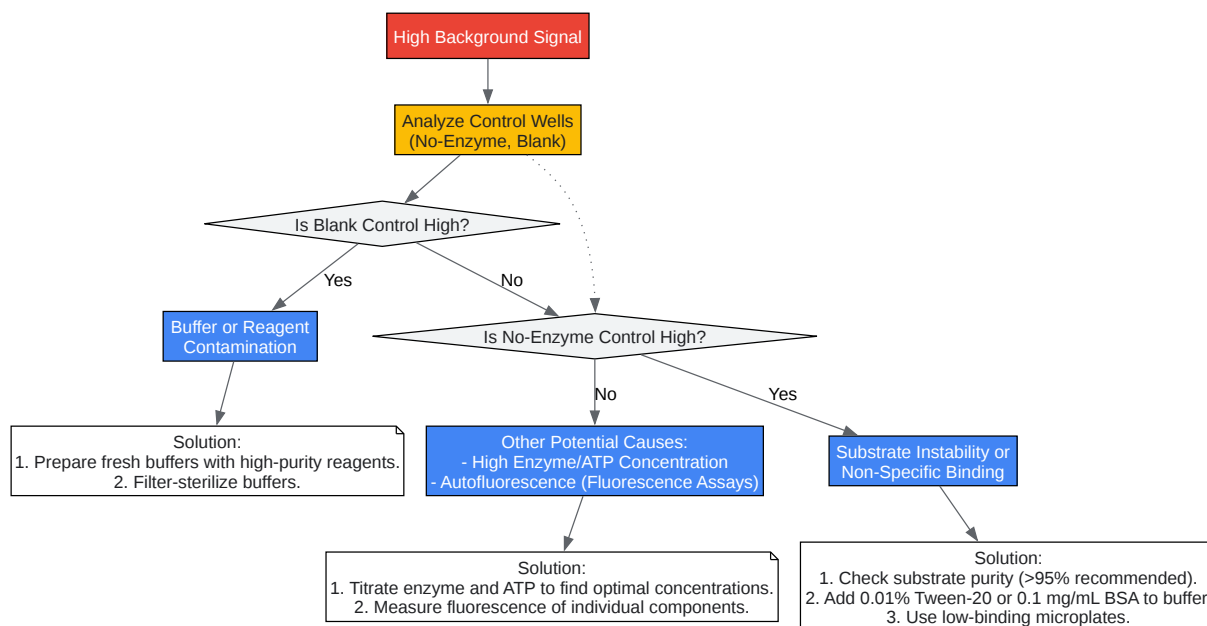 High Background Signal
Analyze Control Wells
(No-Enzyme, Blank)
Is Blank Control High?
Yes
No
Buffer or Reagent
Contamination
Is No-Enzyme Control High?
No
Yes
Solution:
1. Prepare fresh buffers with high-purity reagents.
2. Filter-sterilize buffers.
Other Potential Causes:
- High Enzyme/ATP Concentration
- Autofluorescence (Fluorescence Assays)
Substrate Instability or
Non-Specific Binding
Solution:
1. Titrate enzyme and ATP to find optimal concentrations.
2. Measure fluorescence of individual components.
Solution:
1. Check substrate purity (>95% recommended).
2. Add 0.01% Tween-20 or 0.1 mg/mL BSA to buffer
3. Use low-binding microplates.